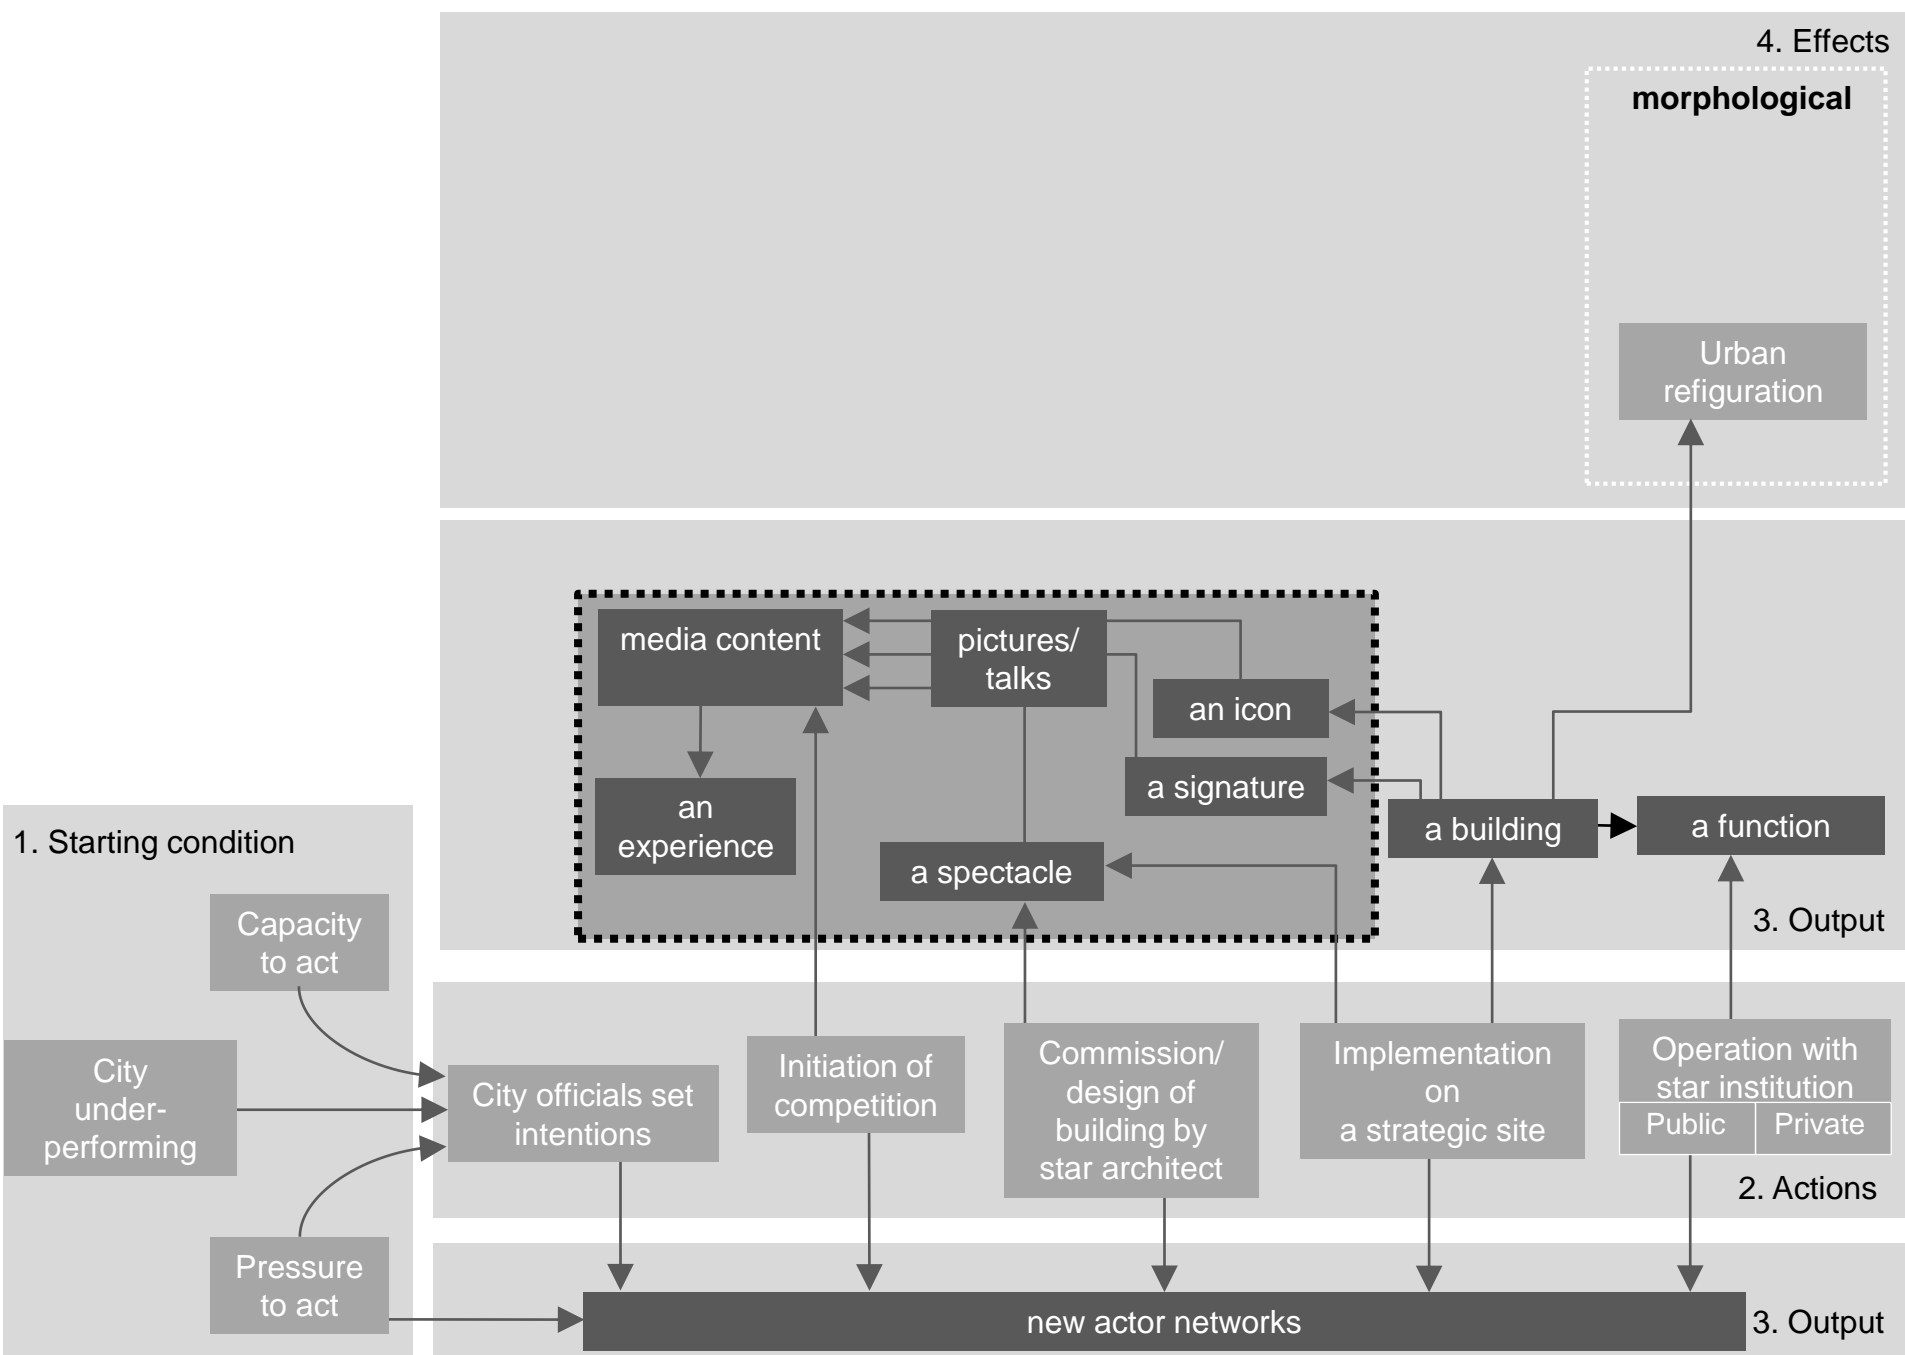 4. Effects
morphological
Urban
refiguration
media content
pictures/
talks
an icon
a signature
an
experience
a spectacle
a building
a function
3. Output
1. Starting condition
Capacity
to act
City
under-
performing
Pressure
to act
City officials set
intentions
Initiation of
competition
Commission/
design of
building by
star architect
Implementation
on
a strategic site
Operation with
star institution
Public
Private
2. Actions
new actor networks
3. Output